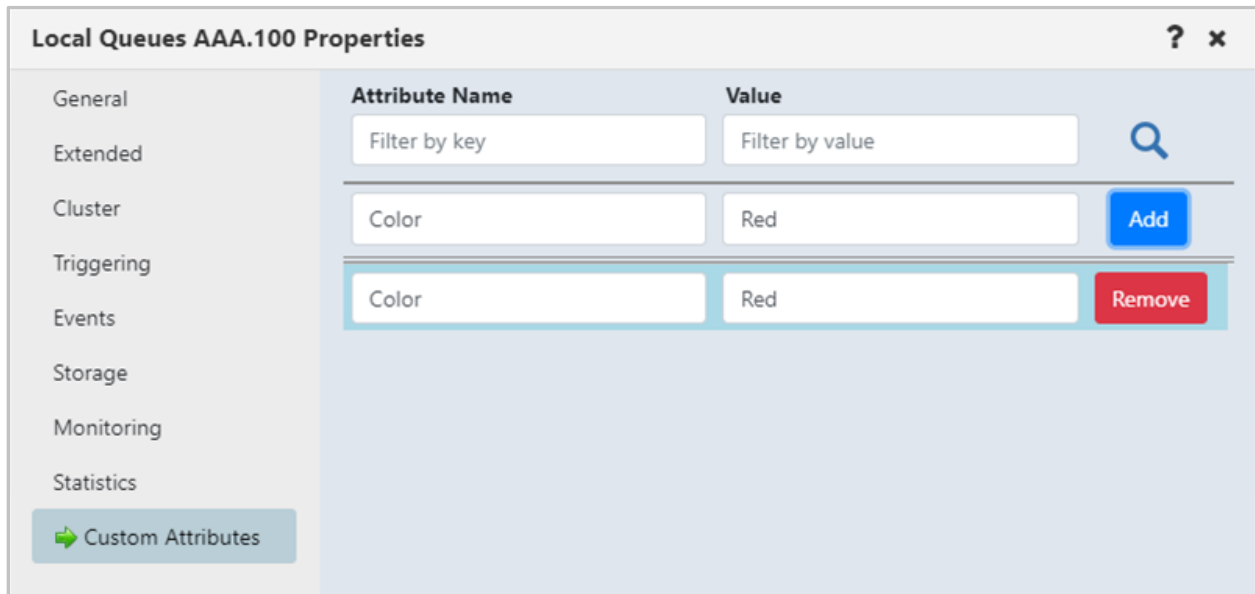 Local Queues AAA.100 Properties ? ×
General
Extended
Cluster
Triggering
Events
Storage
Monitoring
Statistics
Custom Attributes
Attribute Name Value
Filter by key Filter by value
Color Red Add
Color Red Remove